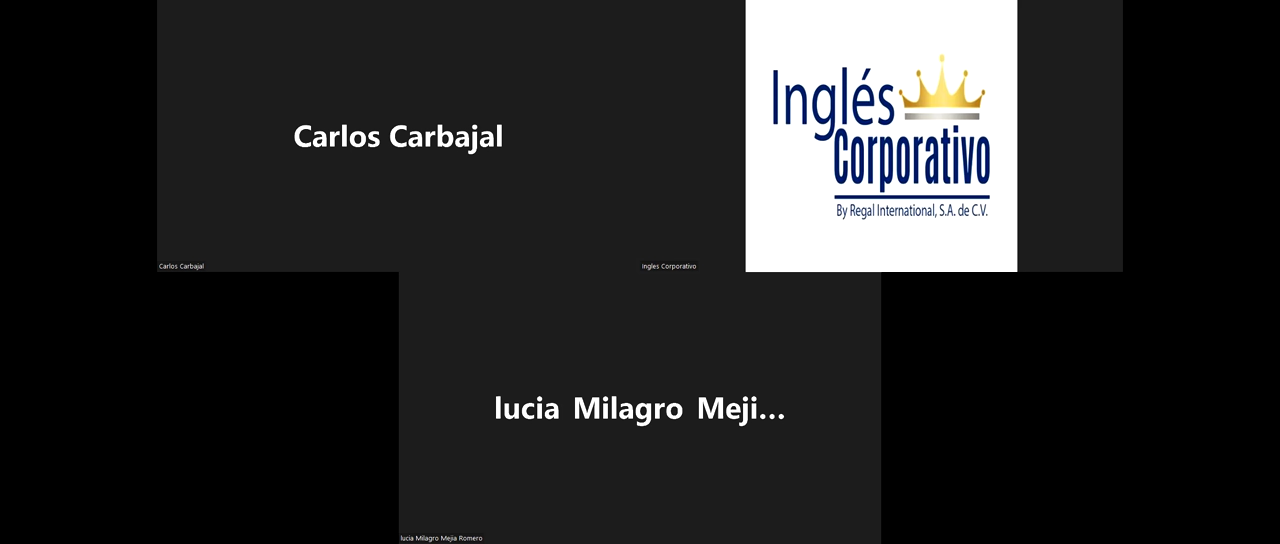 Carlos Carbajal
Carlos Carbajal
Inglés
Corporativo
By Regal International, S.A. de C.V.
Ingles Corporativo
lucia Milagro Meji...
lucia Milagro Mejia Romero